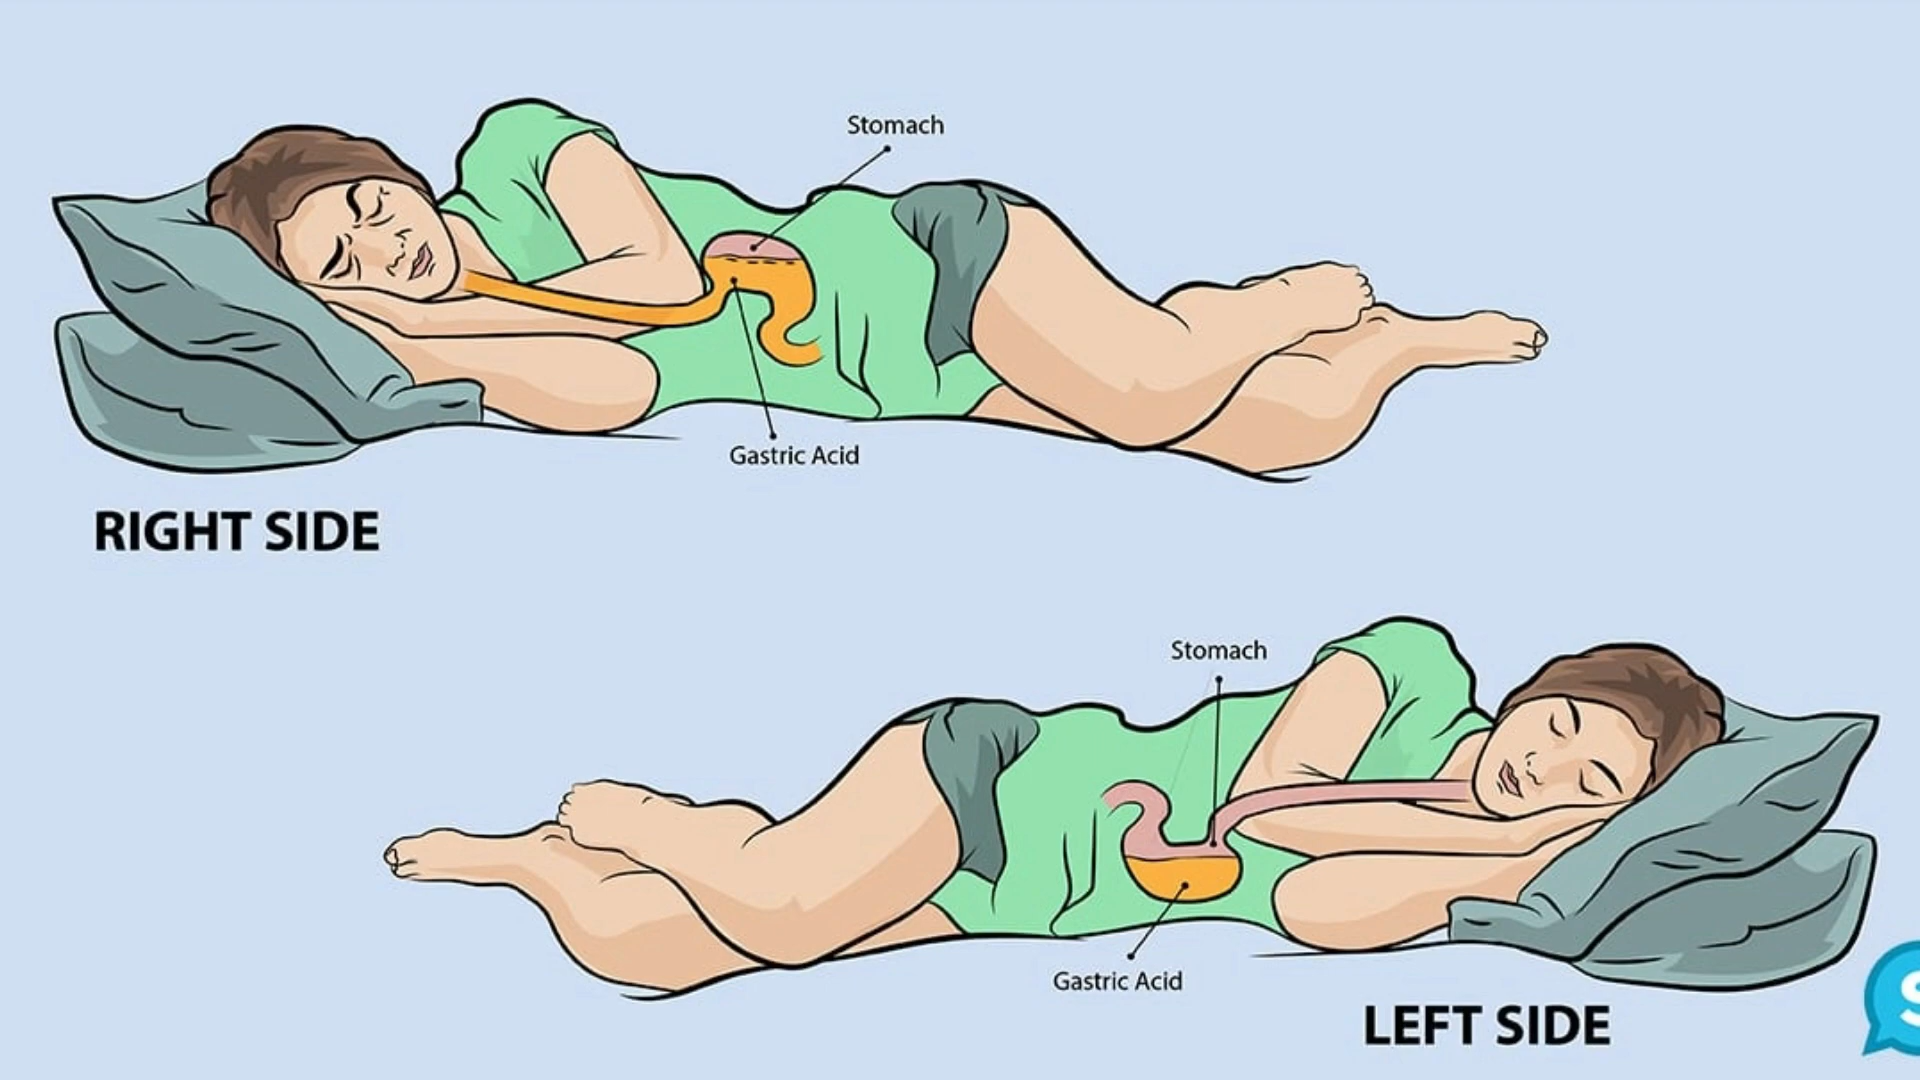 Stomach
Gastric Acid
RIGHT SIDE
Stomach
Gastric Acid
LEFT SIDE
S